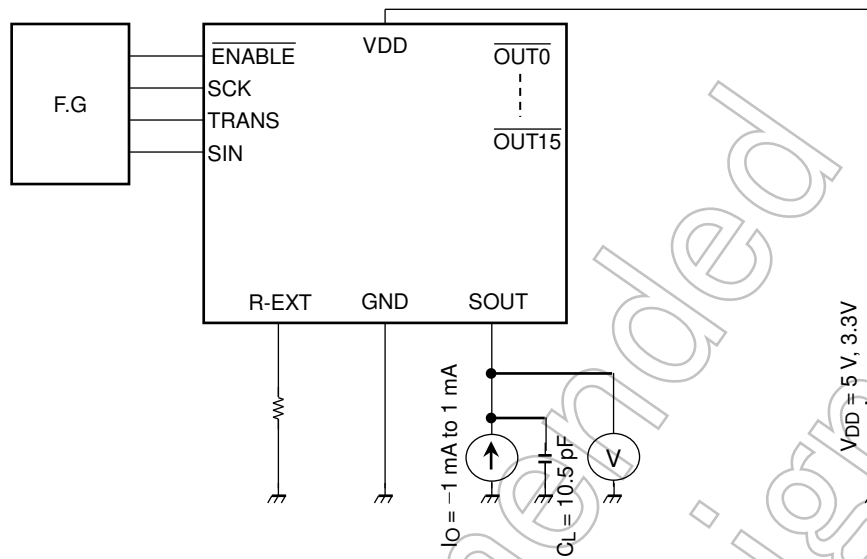 F.G
ENABLE
SCK
TRANS
SIN
VDD
OUT0
OUT15
R-EXT
GND
SOUT
IO = −1 mA to 1 mA
CL = 10.5 pF
V
VDD = 5 V, 3.3V